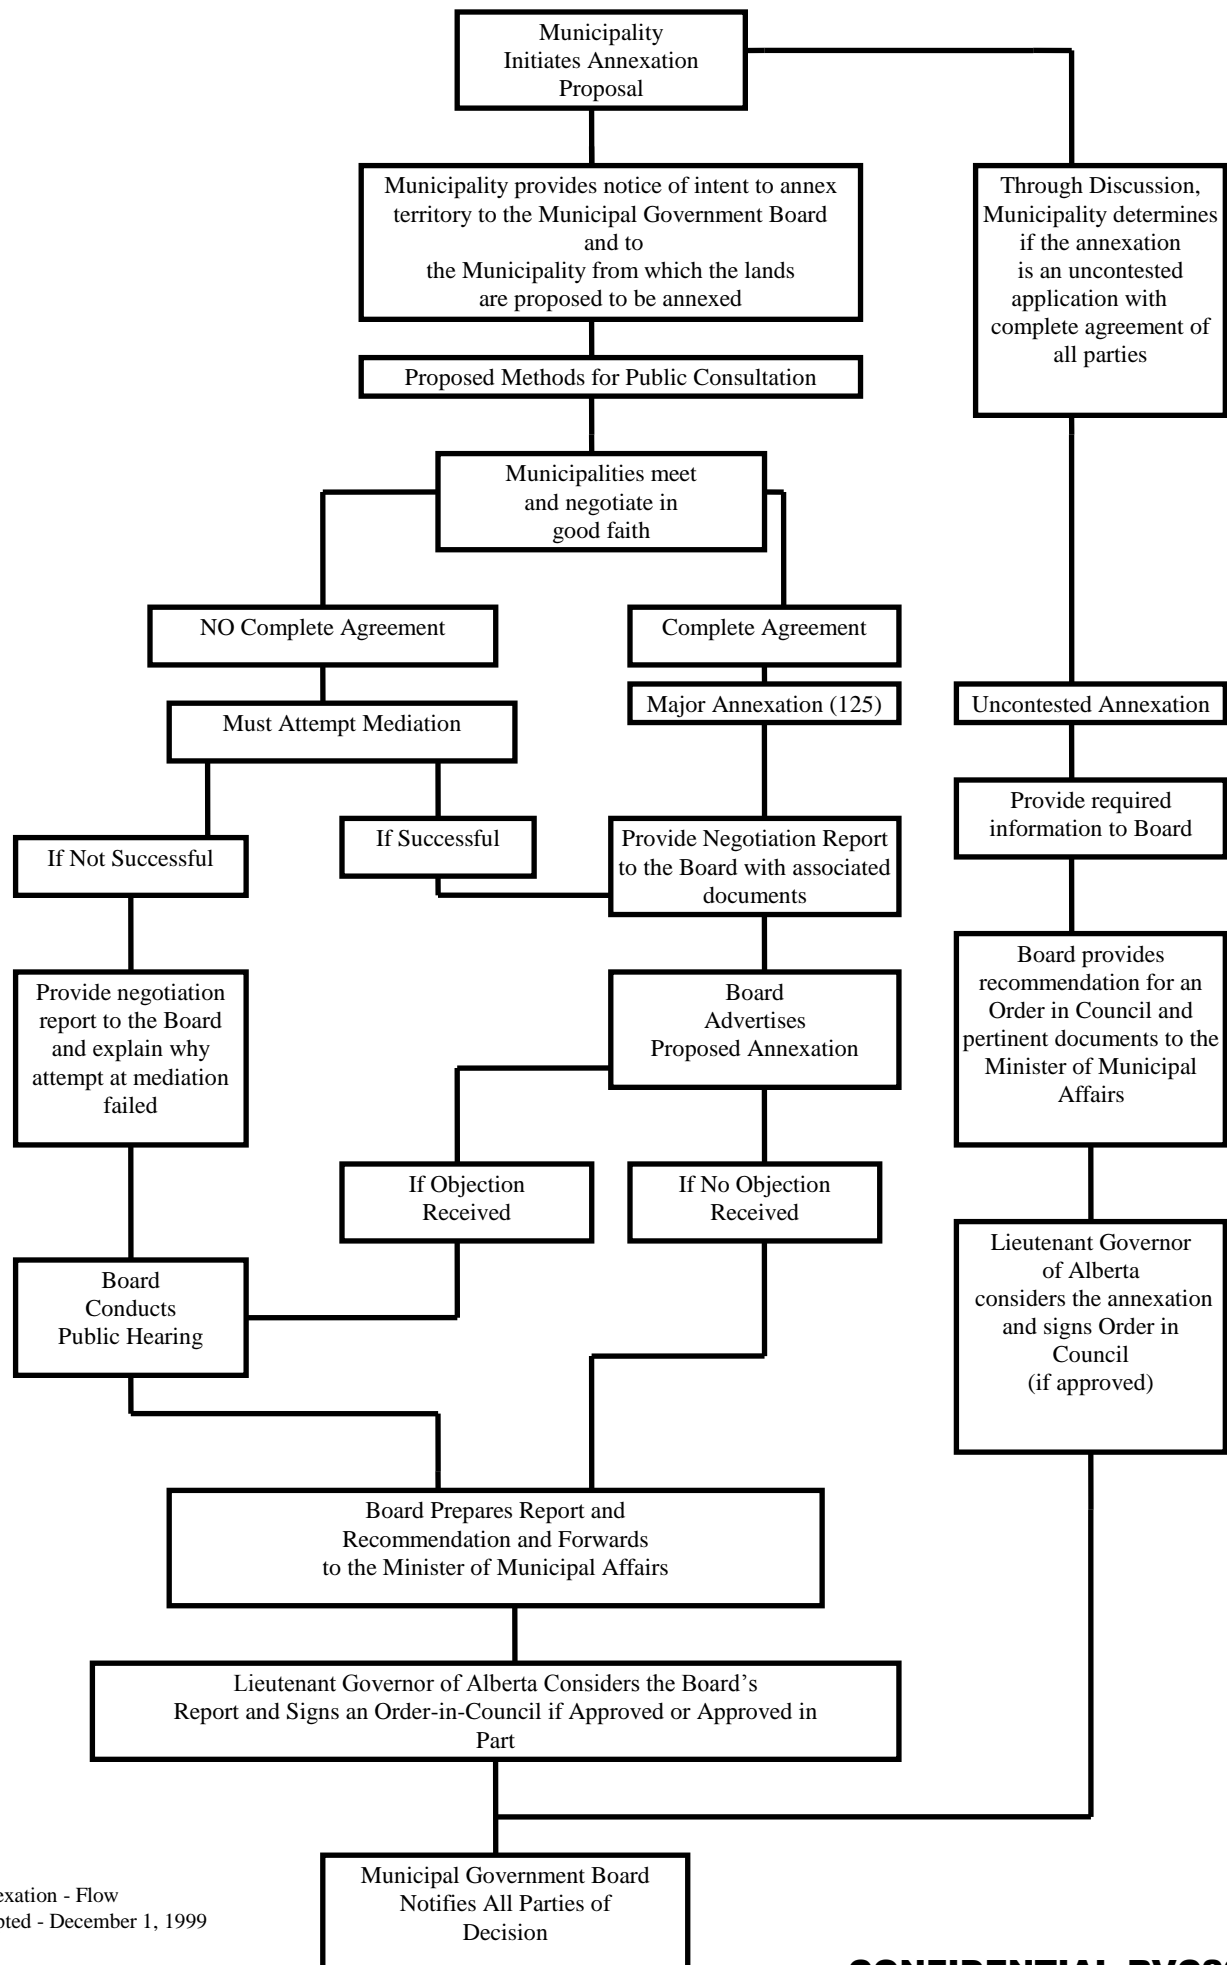 Municipality
Initiates Annexation
Proposal
Municipality provides notice of intent to annex
territory to the Municipal Government Board
and to
the Municipality from which the lands
are proposed to be annexed
Through Discussion,
Municipality determines
if the annexation
is an uncontested
application with
complete agreement of
all parties
Proposed Methods for Public Consultation
Municipalities meet
and negotiate in
good faith
NO Complete Agreement
Complete Agreement
Must Attempt Mediation
Major Annexation (125)
Uncontested Annexation
If Not Successful
If Successful
Provide Negotiation Report
to the Board with associated
documents
Provide required
information to Board
Provide negotiation
report to the Board
and explain why
attempt at mediation
failed
Board
Advertises
Proposed Annexation
Board provides
recommendation for an
Order in Council and
pertinent documents to the
Minister of Municipal
Affairs
If Objection
Received
If No Objection
Received
Board
Conducts
Public Hearing
Lieutenant Governor
of Alberta
considers the annexation
and signs Order in
Council
(if approved)
Board Prepares Report and
Recommendation and Forwards
to the Minister of Municipal Affairs
Lieutenant Governor of Alberta Considers the Board’s
Report and Signs an Order-in-Council if Approved or Approved in
Part
Municipal Government Board
Notifies All Parties of
Decision
exation - Flow
pted - December 1, 1999